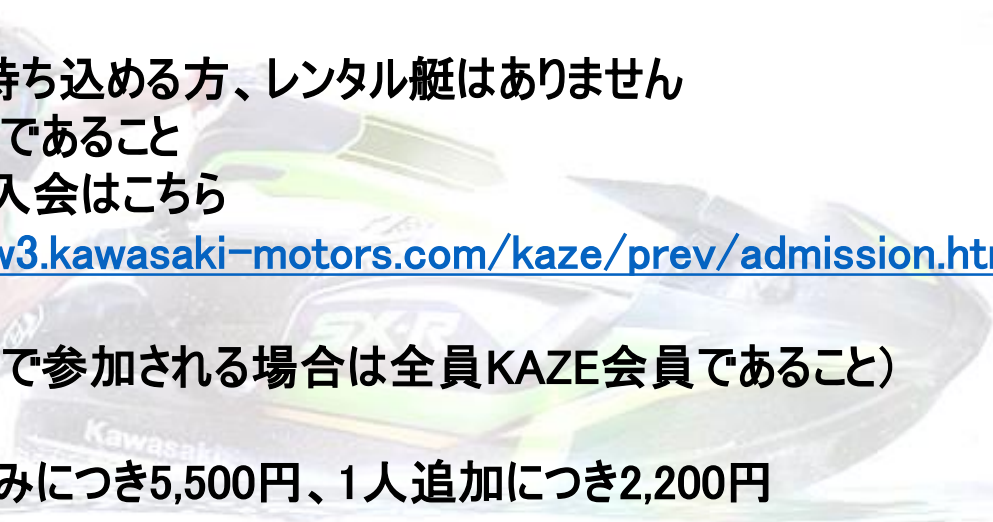 持ち込める方、レンタル艇はありません
であること
入会はこちら
w3.kawasaki-motors.com/kaze/prev/admission.htm
SX-R
で参加される場合は全員KAZE会員であること）
Kawasaki
みにつき5,500円、1人追加につき2,200円